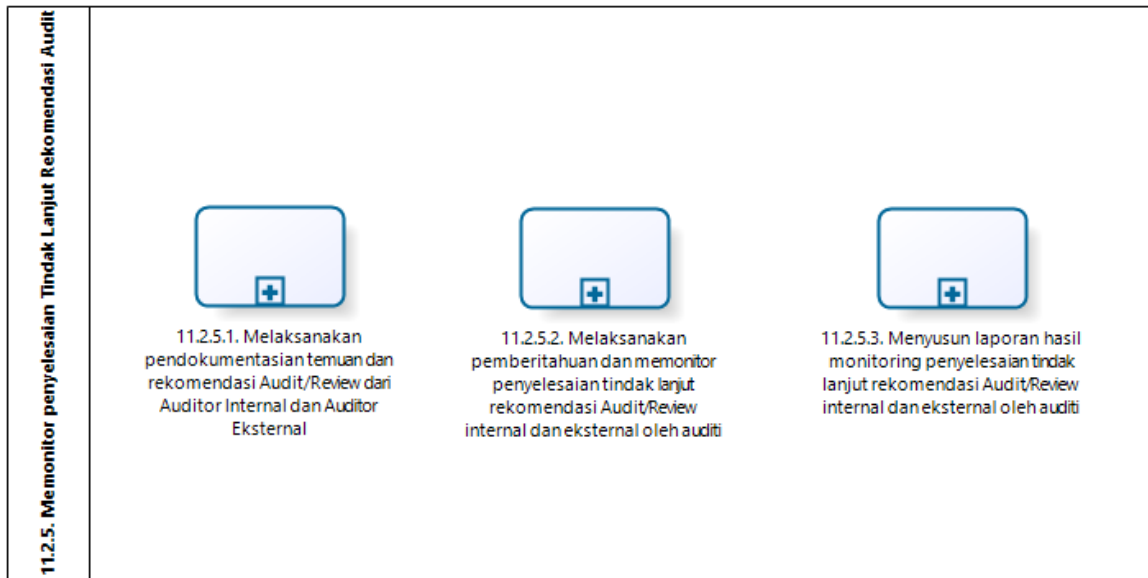 11.2.5. Memonitor penyelesaian Tindak Lanjut Rekomendasi Audit
11.2.5.1. Melaksanakan
pendokumentasian temuan dan
rekomendasi Audit/Review dari
Auditor Internal dan Auditor
Eksternal
11.2.5.2. Melaksanakan
pemberitahuan dan memonitor
penyelesaian tindak lanjut
rekomendasi Audit/Review
internal dan eksternal oleh auditi
11.2.5.3. Menyusun laporan hasil
monitoring penyelesaian tindak
lanjut rekomendasi Audit/Review
internal dan eksternal oleh auditi